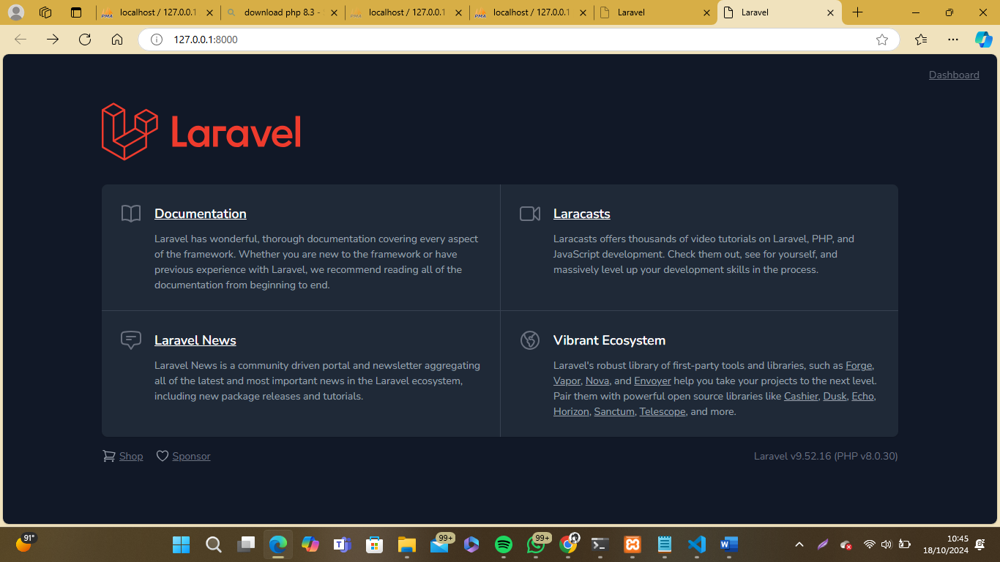 localhost / 127.0.0.1
download php 8.3 -
localhost / 127.0.0.1
localhost / 127.0.0.1
Laravel
Laravel
127.0.0.1:8000
Dashboard
Laravel
Documentation
Laravel has wonderful, thorough documentation covering every aspect
of the framework. Whether you are new to the framework or have
previous experience with Laravel, we recommend reading all of the
documentation from beginning to end.
Laracasts
Laracasts offers thousands of video tutorials on Laravel, PHP, and
JavaScript development. Check them out, see for yourself, and
massively level up your development skills in the process.
Laravel News
Laravel News is a community driven portal and newsletter aggregating
all of the latest and most important news in the Laravel ecosystem,
including new package releases and tutorials.
Vibrant Ecosystem
Laravel's robust library of first-party tools and libraries, such as Forge,
Vapor, Nova, and Envoyer help you take your projects to the next level.
Pair them with powerful open source libraries like Cashier, Dusk, Echo,
Horizon, Sanctum, Telescope, and more.
Shop
Sponsor
Laravel v9.52.16 (PHP v8.0.30)
91°
99+
99+
10:45
18/10/2024